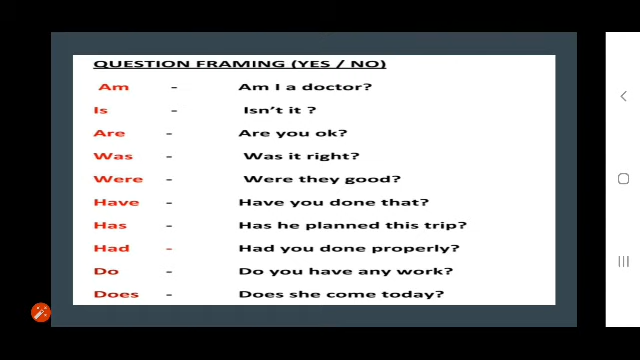 QUESTION FRAMING (YES / NO)
Am - Am I a doctor?
Is - Isn't it ?
Are - Are you ok?
Was - Was it right?
Were - Were they good?
Have - Have you done that?
Has - Has he planned this trip?
Had - Had you done properly?
Do - Do you have any work?
Does - Does she come today?